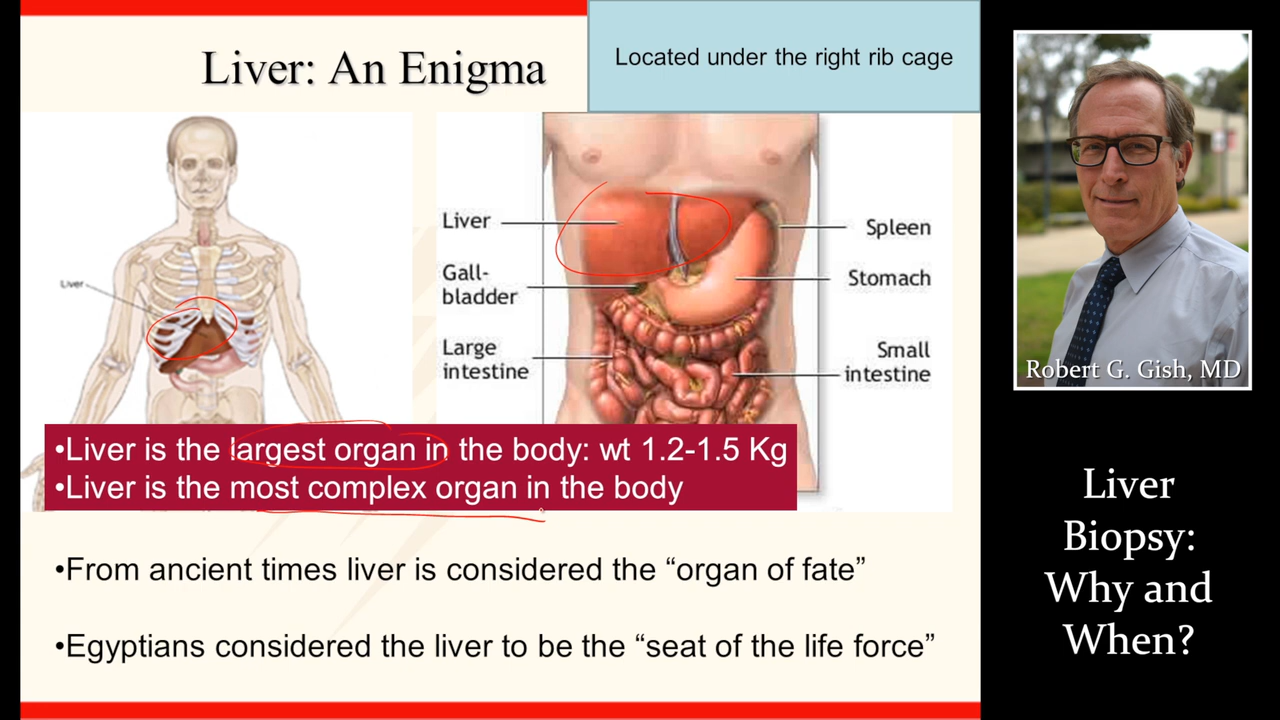 Liver: An Enigma
Located under the right rib cage
Liver
Liver
Gall-
bladder
Large
intestine
Spleen
Stomach
Small
intestine
•Liver is the largest organ in the body: wt 1.2-1.5 Kg
•Liver is the most complex organ in the body
•From ancient times liver is considered the “organ of fate”
•Egyptians considered the liver to be the “seat of the life force”
Robert G. Gish, MD
Liver
Biopsy:
Why and
When?